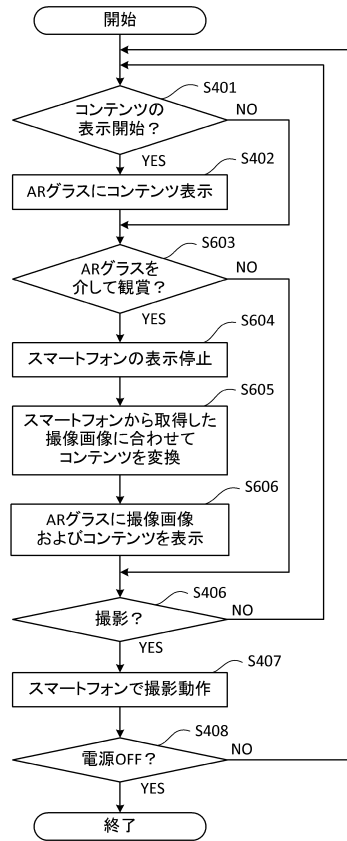 開始
S401
コンテンツの
表示開始？
NO
YES
S402
ARグラスにコンテンツ表示
S603
ARグラスを
介して観賞？
NO
YES
S604
スマートフォンの表示停止
S605
スマートフォンから取得した
撮像画像に合わせて
コンテンツを変換
S606
ARグラスに撮像画像
およびコンテンツを表示
S406
撮影？
NO
YES
S407
スマートフォンで撮影動作
S408
電源OFF？
NO
YES
終了